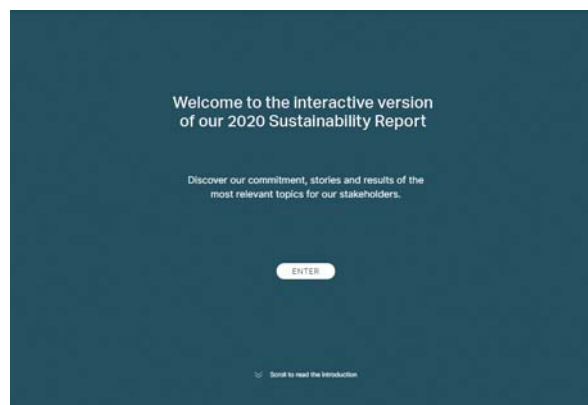 Welcome to the interactive version
of our 2020 Sustainability Report
Discover our commitment, stories and results of the
most relevant topics for our stakeholders.
ENTER
Scroll to read the introduction